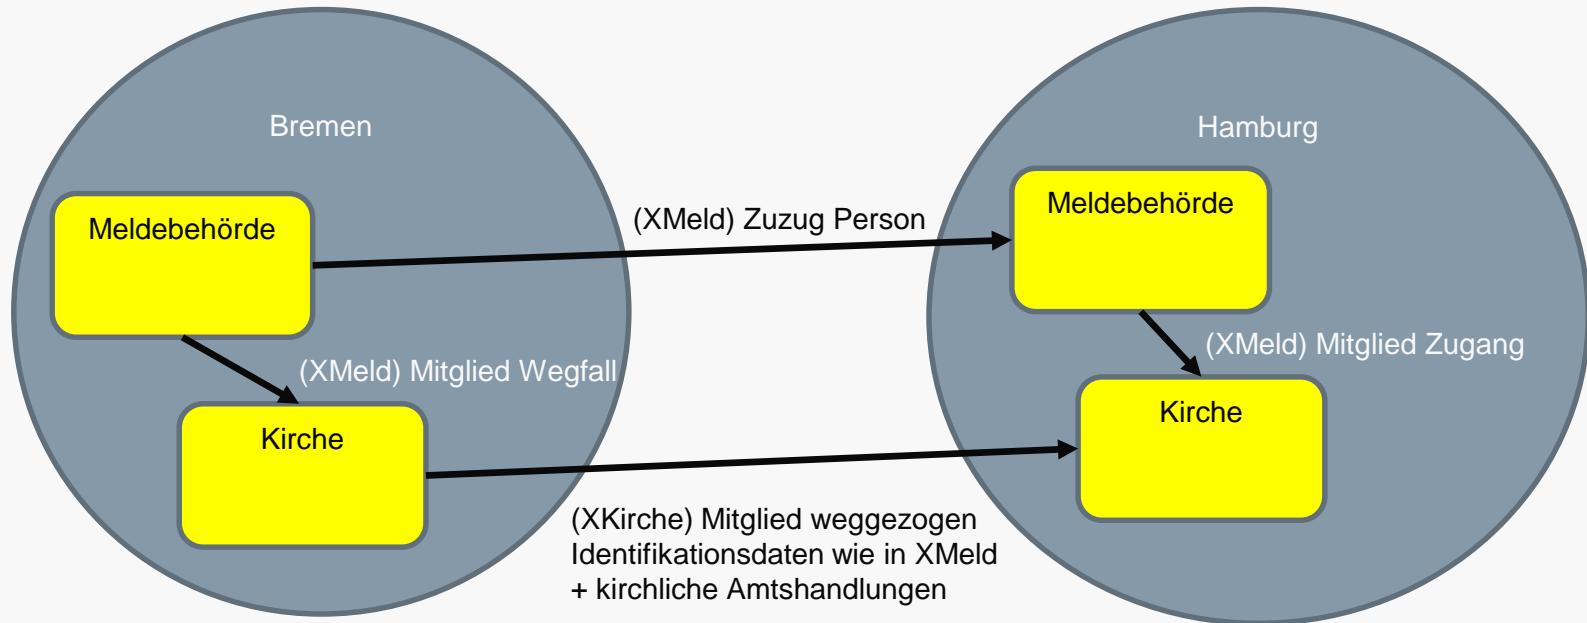 Bremen
Hamburg
Meldebehörde
(XMeld) Zuzug Person
Meldebehörde
(XMeld) Mitglied Wegfall
(XMeld) Mitglied Zugang
Kirche
Kirche
(XKirche) Mitglied weggezogen
Identifikationsdaten wie in XMeld
+ kirchliche Amtshandlungen